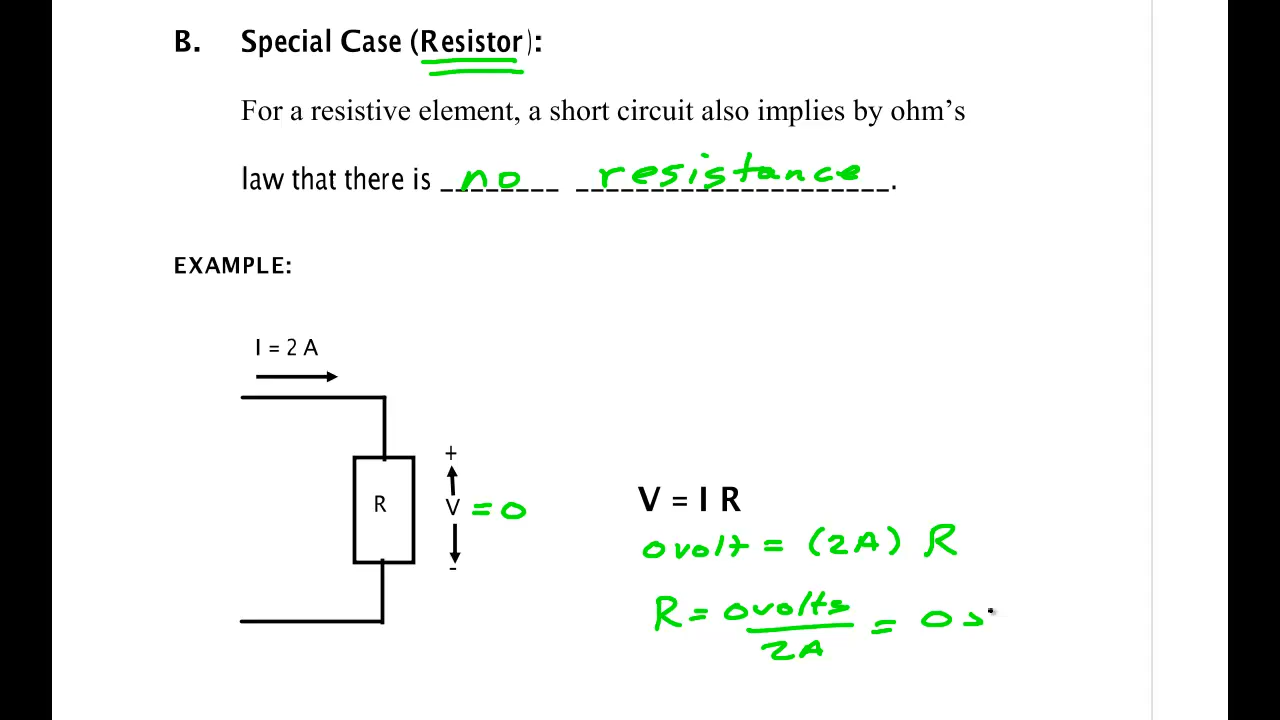 B. Special Case (Resistor):
For a resistive element, a short circuit also implies by ohm's
law that there is no resistance.
EXAMPLE:
I = 2 A
+
R
V = 0
-
V = I R
0 volt = (2A) R
R = 0 volts / 2A = 0